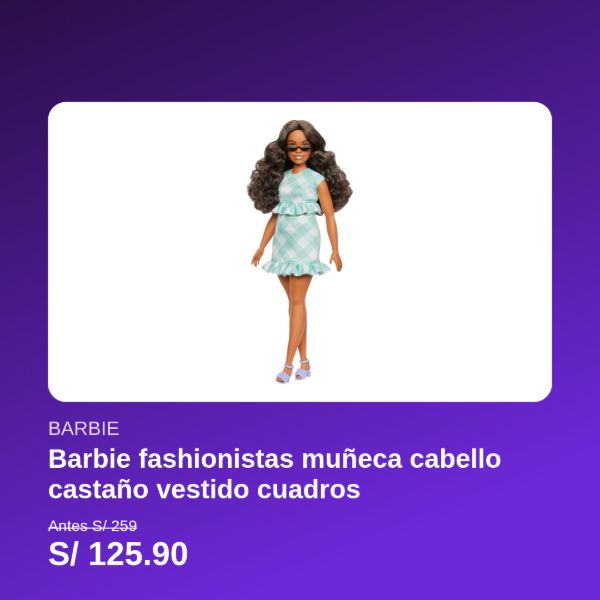 BARBIE
Barbie fashionistas muñeca cabello
castaño vestido cuadros
Antes S/ 259
S/ 125.90